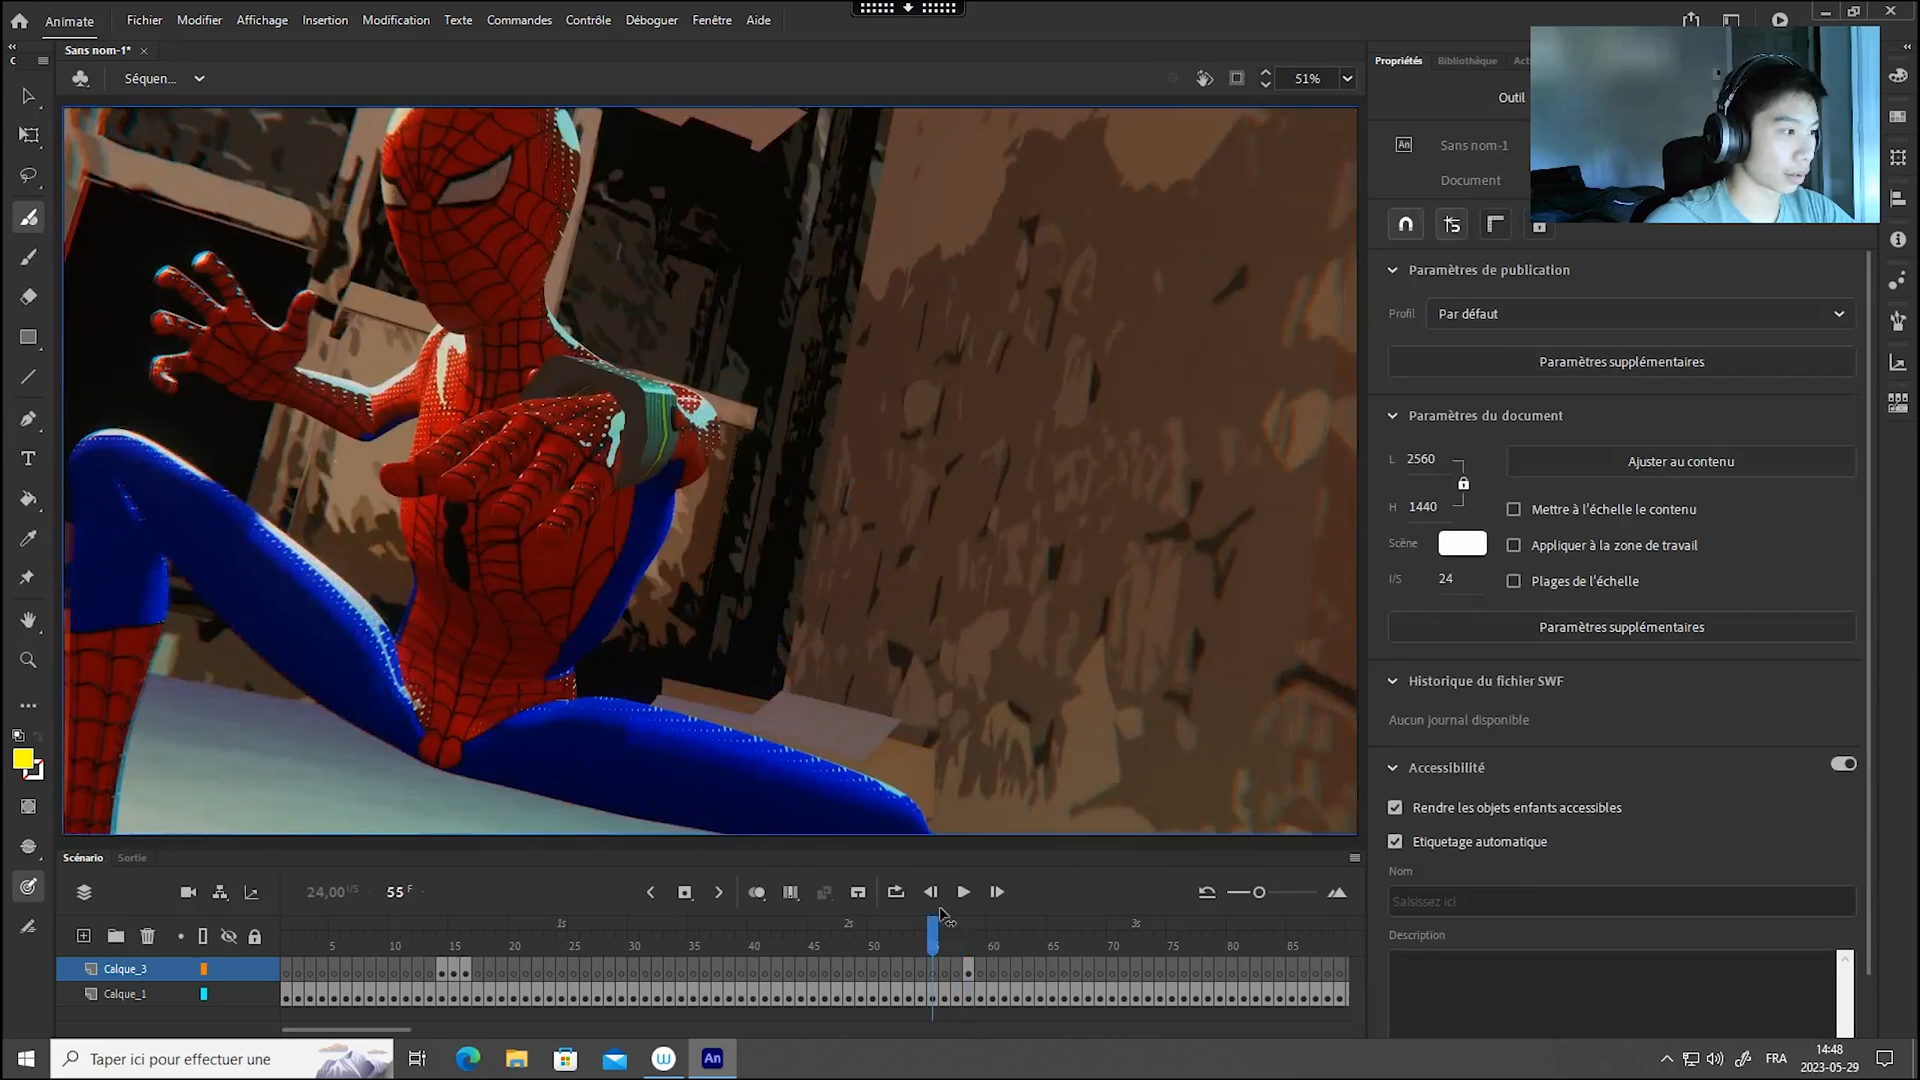 Animate
Fichier
Modifier
Affichage
Insertion
Modification
Texte
Commandes
Contrôle
Déboguer
Fenêtre
Aide
Sans nom-1*
Séquen...
51%
Propriétés
Bibliothèque
Outil
An
Sans nom-1
Document
Paramètres de publication
Profil
Par défaut
Paramètres supplémentaires
Paramètres du document
L 2560
Ajuster au contenu
H 1440
Mettre à l'échelle le contenu
Scène
Appliquer à la zone de travail
I/S 24
Plages de l'échelle
Paramètres supplémentaires
Historique du fichier SWF
Aucun journal disponible
Accessibilité
Rendre les objets enfants accessibles
Etiquetage automatique
Nom
Saisissez ici
Description
Scénario
Sortie
24,00 I/S
55 F
1s 2s 3s
5 10 15 20 25 30 35 40 45 50 60 65 70 75 80 85
Calque_3
Calque_1
Taper ici pour effectuer une
An
FRA
14:48
2023-05-29